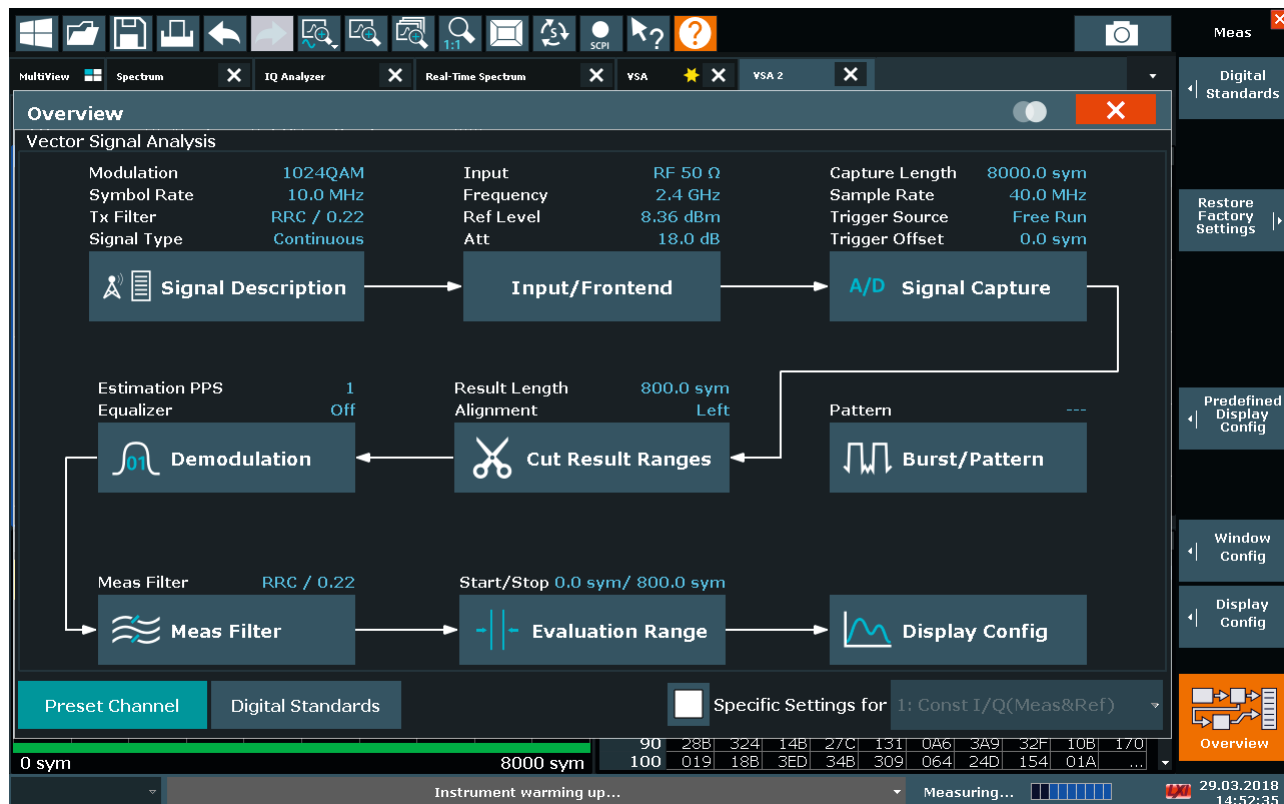 1:1
SCPI
Meas
MultiView Spectrum IQ Analyzer Real-Time Spectrum VSA VSA 2
Digital
Standards
Overview
Vector Signal Analysis
Modulation 1024QAM
Symbol Rate 10.0 MHz
Tx Filter RRC / 0.22
Signal Type Continuous
Signal Description
Input RF 50 Ω
Frequency 2.4 GHz
Ref Level 8.36 dBm
Att 18.0 dB
Input/Frontend
Capture Length 8000.0 sym
Sample Rate 40.0 MHz
Trigger Source Free Run
Trigger Offset 0.0 sym
A/D Signal Capture
Restore
Factory
Settings
Estimation PPS 1
Equalizer Off
01 Demodulation
Result Length 800.0 sym
Alignment Left
Cut Result Ranges
Pattern ---
Burst/Pattern
Predefined
Display
Config
Window
Config
Meas Filter RRC / 0.22
Meas Filter
Start/Stop 0.0 sym/ 800.0 sym
Evaluation Range
Display Config
Display
Config
Preset Channel Digital Standards Specific Settings for 1: Const I/Q(Meas&Ref)
Overview
90 28B 324 14B 27C 131 0A6 3A9 32F 10B 170
0 sym 8000 sym 100 019 18B 3ED 34B 309 064 24D 154 01A ...
Instrument warming up... Measuring... LXI 29.03.2018
14:52:35